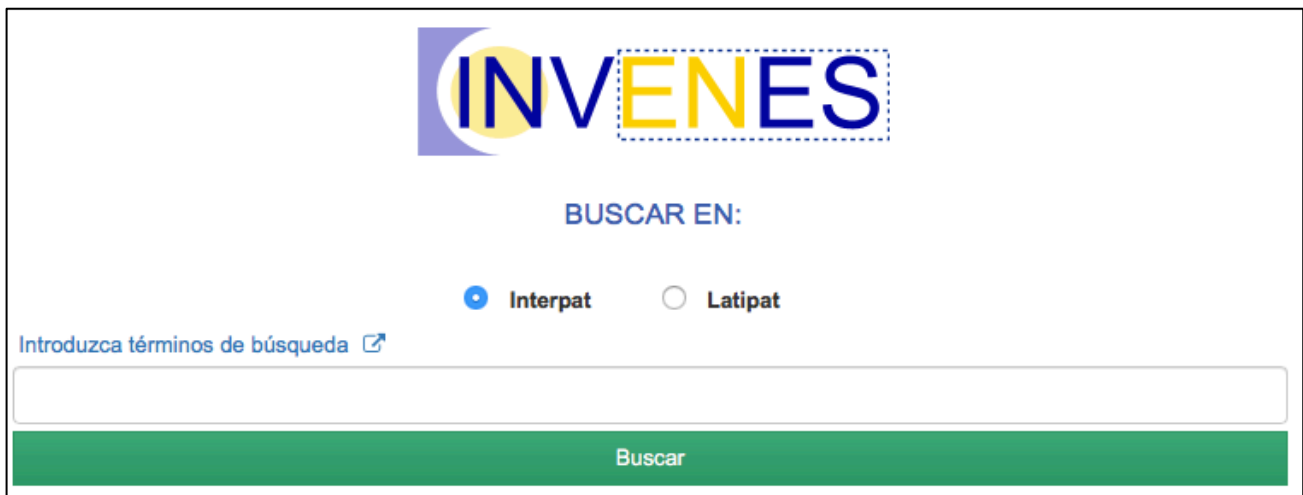 INVENES
BUSCAR EN:
Interpat Latipat
Introduzca términos de búsqueda
Buscar